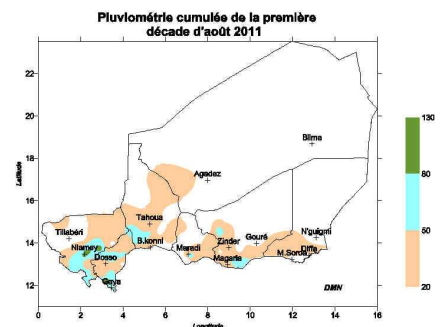 Pluviométrie cumulée de la première
décade d'août 2011
22
20
18
16
14
12
Latitude
Bilma
Agadez
Tahoua
Tillabéri
N'guigmi
Niamey
B.konni
Zinder
Gouré
Diffa
Maradi
Dosso
Magaria
M.Soroa
Gaya
DMN
0 2 4 6 8 10 12 14 16
Longitude
130
80
50
20